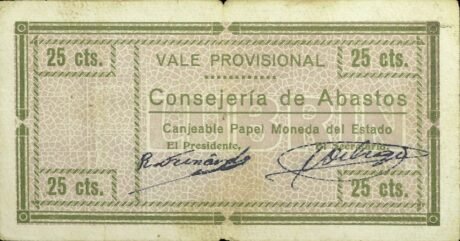 25 cts. VALE PROVISIONAL 25 cts.
Consejería de Abastos
Canjeable Papel Moneda del Estado
El Presidente, El Secretario,
25 cts. 25 cts.